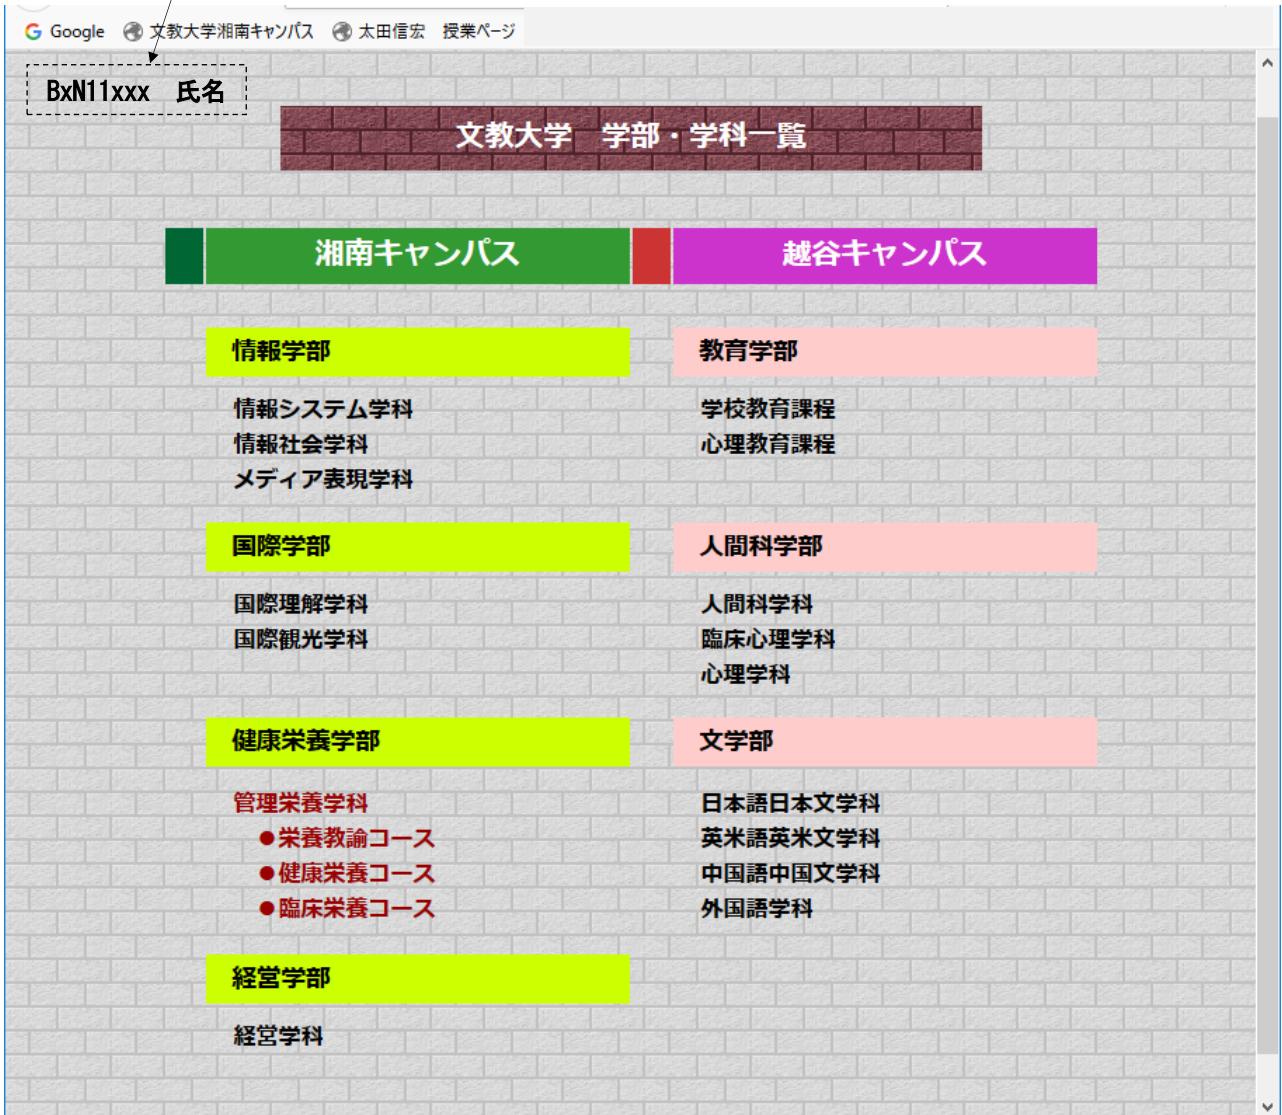 Google 文教大学湘南キャンパス 太田信宏 授業ページ
BxN11xxx 氏名
文教大学 学部・学科一覧
湘南キャンパス
情報学部
情報システム学科
情報社会学科
メディア表現学科
国際学部
国際理解学科
国際観光学科
健康栄養学部
管理栄養学科
●栄養教諭コース
●健康栄養コース
●臨床栄養コース
経営学部
経営学科
越谷キャンパス
教育学部
学校教育課程
心理教育課程
人間科学部
人間科学科
臨床心理学科
心理学科
文学部
日本語日本文学科
英米語英米文学科
中国語中国文学科
外国語学科